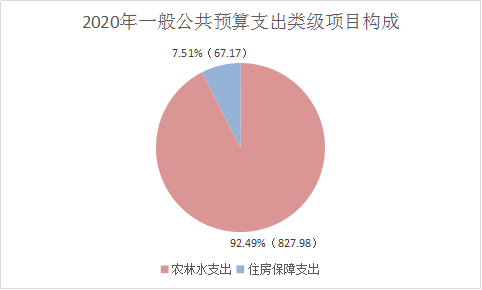 2020年一般公共预算支出类级项目构成
7.51%（67.17）
92.49%（827.98）
农林水支出 住房保障支出